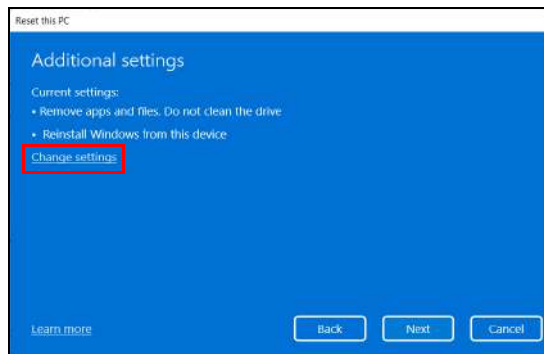 Reset this PC
Additional settings
Current settings:
• Remove apps and files. Do not clean the drive
• Reinstall Windows from this device
Change settings
Learn more
Back Next Cancel